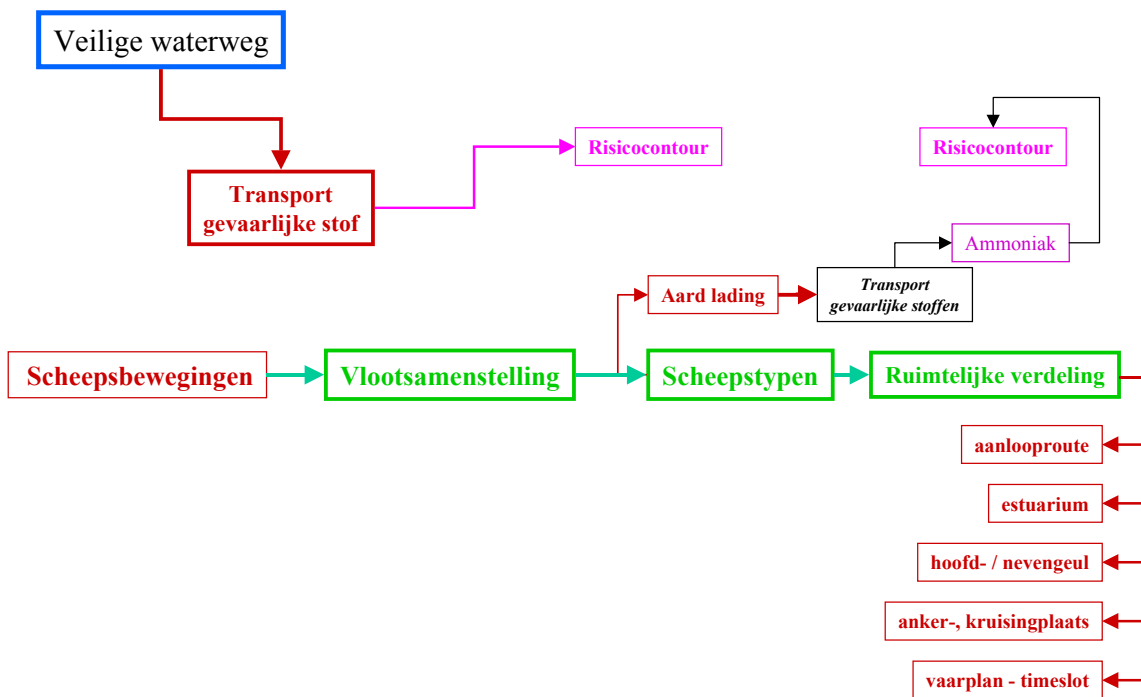 Veilige waterweg
Risicocontour
Risicocontour
Transport
gevaarlijke stof
Ammoniak
Aard lading
Transport
gevaarlijke stoffen
Scheepsbewegingen
Vlootsamenstelling
Scheepstypen
Ruimtelijke verdeling
aanlooproute
estuarium
hoofd- / nevengeul
anker-, kruisingplaats
vaarplan - timeslot